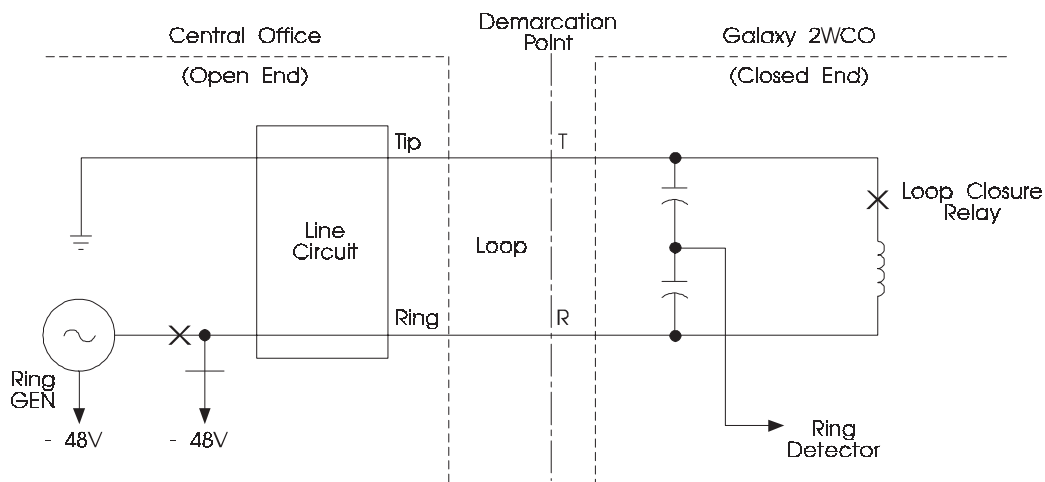 Demarcation
Point
Central Office
Galaxy 2WCO
(Open End)
(Closed End)
Tip
T
Loop Closure
Relay
Line
Circuit
Loop
Ring
R
Ring
GEN
- 48V
- 48V
Ring
Detector